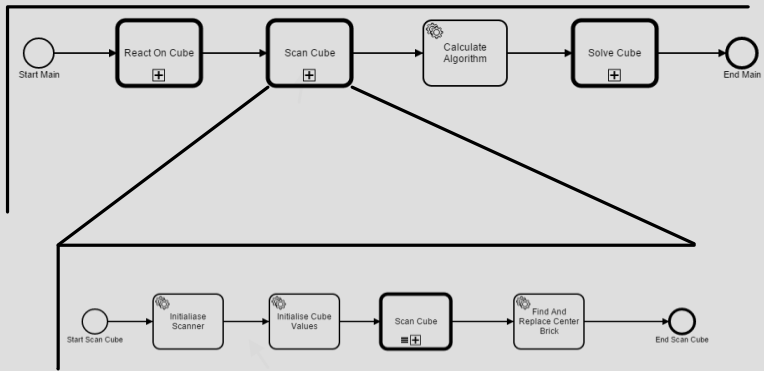 React On Cube
Scan Cube
Calculate
Algorithm
Solve Cube
Start Main
End Main
Initialiase
Scanner
Initialise Cube
Values
Scan Cube
Find And
Replace Center
Brick
Start Scan Cube
End Scan Cube